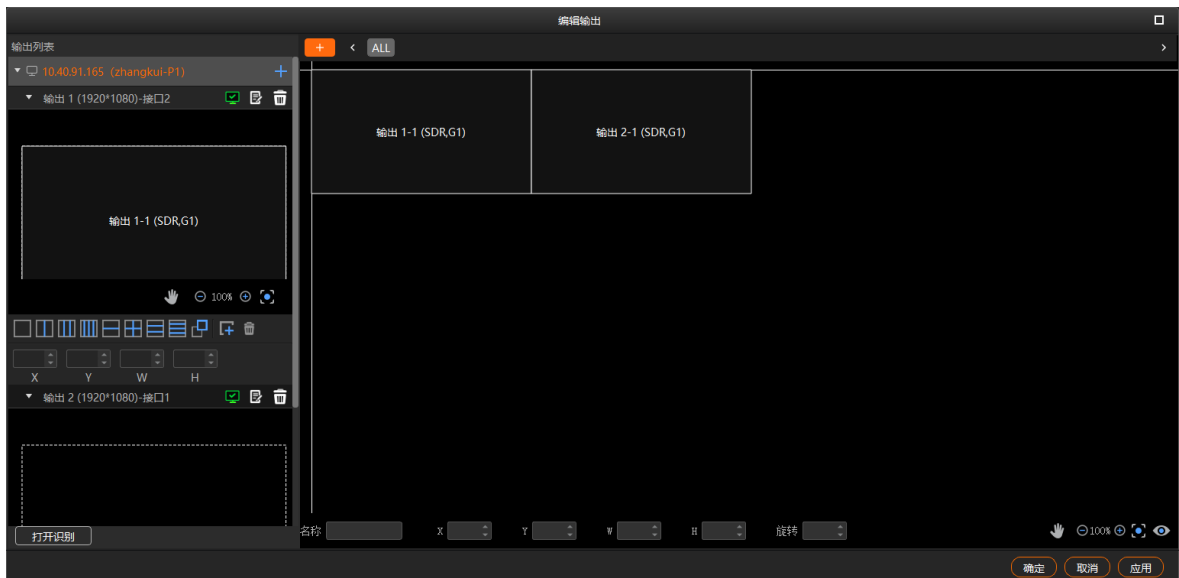 编辑输出
输出列表
+ < ALL >
10.40.91.165 (zhangkui-P1) +
输出 1 (1920*1080)-接口2
输出 1-1 (SDR,G1)
100%
X Y W H
输出 2 (1920*1080)-接口1
打开识别
输出 1-1 (SDR,G1) 输出 2-1 (SDR,G1)
名称 X Y W H 旋转 100%
确定 取消 应用